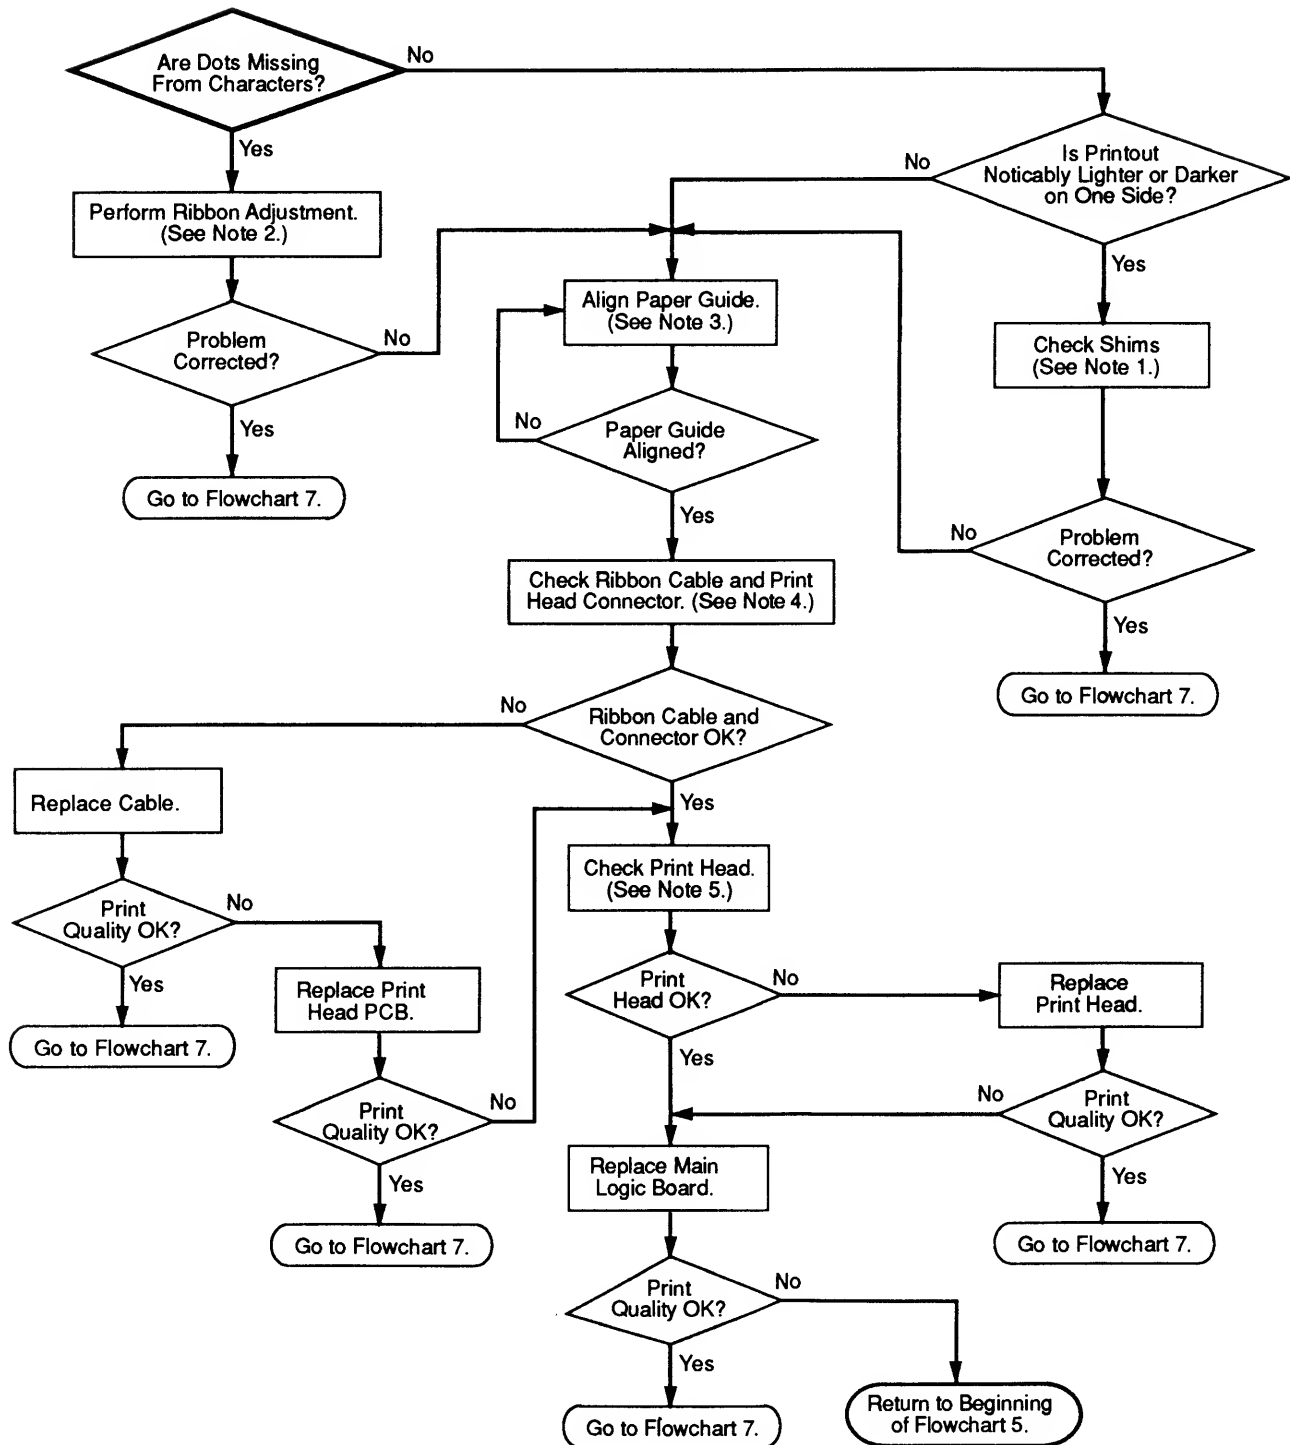 Are Dots Missing
From Characters?
No
Yes
Is Printout
Noticably Lighter or Darker
on One Side?
No
Yes
Perform Ribbon Adjustment.
(See Note 2.)
Align Paper Guide.
(See Note 3.)
Check Shims
(See Note 1.)
Problem
Corrected?
No
Yes
Go to Flowchart 7.
Paper Guide
Aligned?
No
Yes
Problem
Corrected?
No
Yes
Go to Flowchart 7.
Check Ribbon Cable and Print
Head Connector. (See Note 4.)
Ribbon Cable and
Connector OK?
No
Yes
Replace Cable.
Print
Quality OK?
No
Yes
Go to Flowchart 7.
Replace Print
Head PCB.
Print
Quality OK?
No
Yes
Go to Flowchart 7.
Check Print Head.
(See Note 5.)
Print
Head OK?
No
Yes
Replace
Print Head.
Print
Quality OK?
No
Yes
Go to Flowchart 7.
Replace Main
Logic Board.
Print
Quality OK?
No
Yes
Go to Flowchart 7.
Return to Beginning
of Flowchart 5.